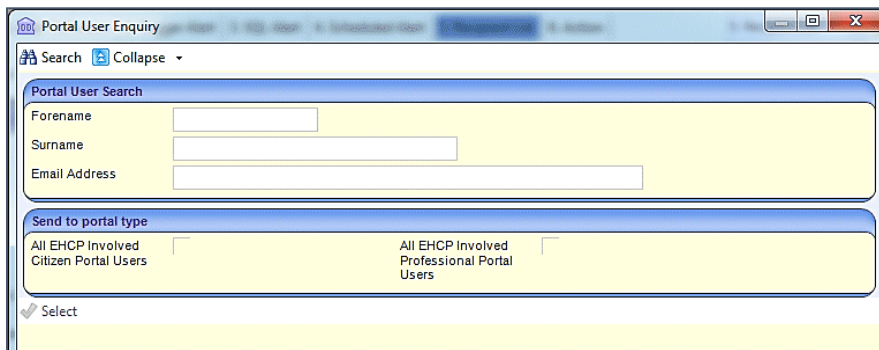 Portal User Enquiry
Search Collapse
Portal User Search
Forename
Surname
Email Address
Send to portal type
All EHCP Involved
Citizen Portal Users
All EHCP Involved
Professional Portal
Users
Select